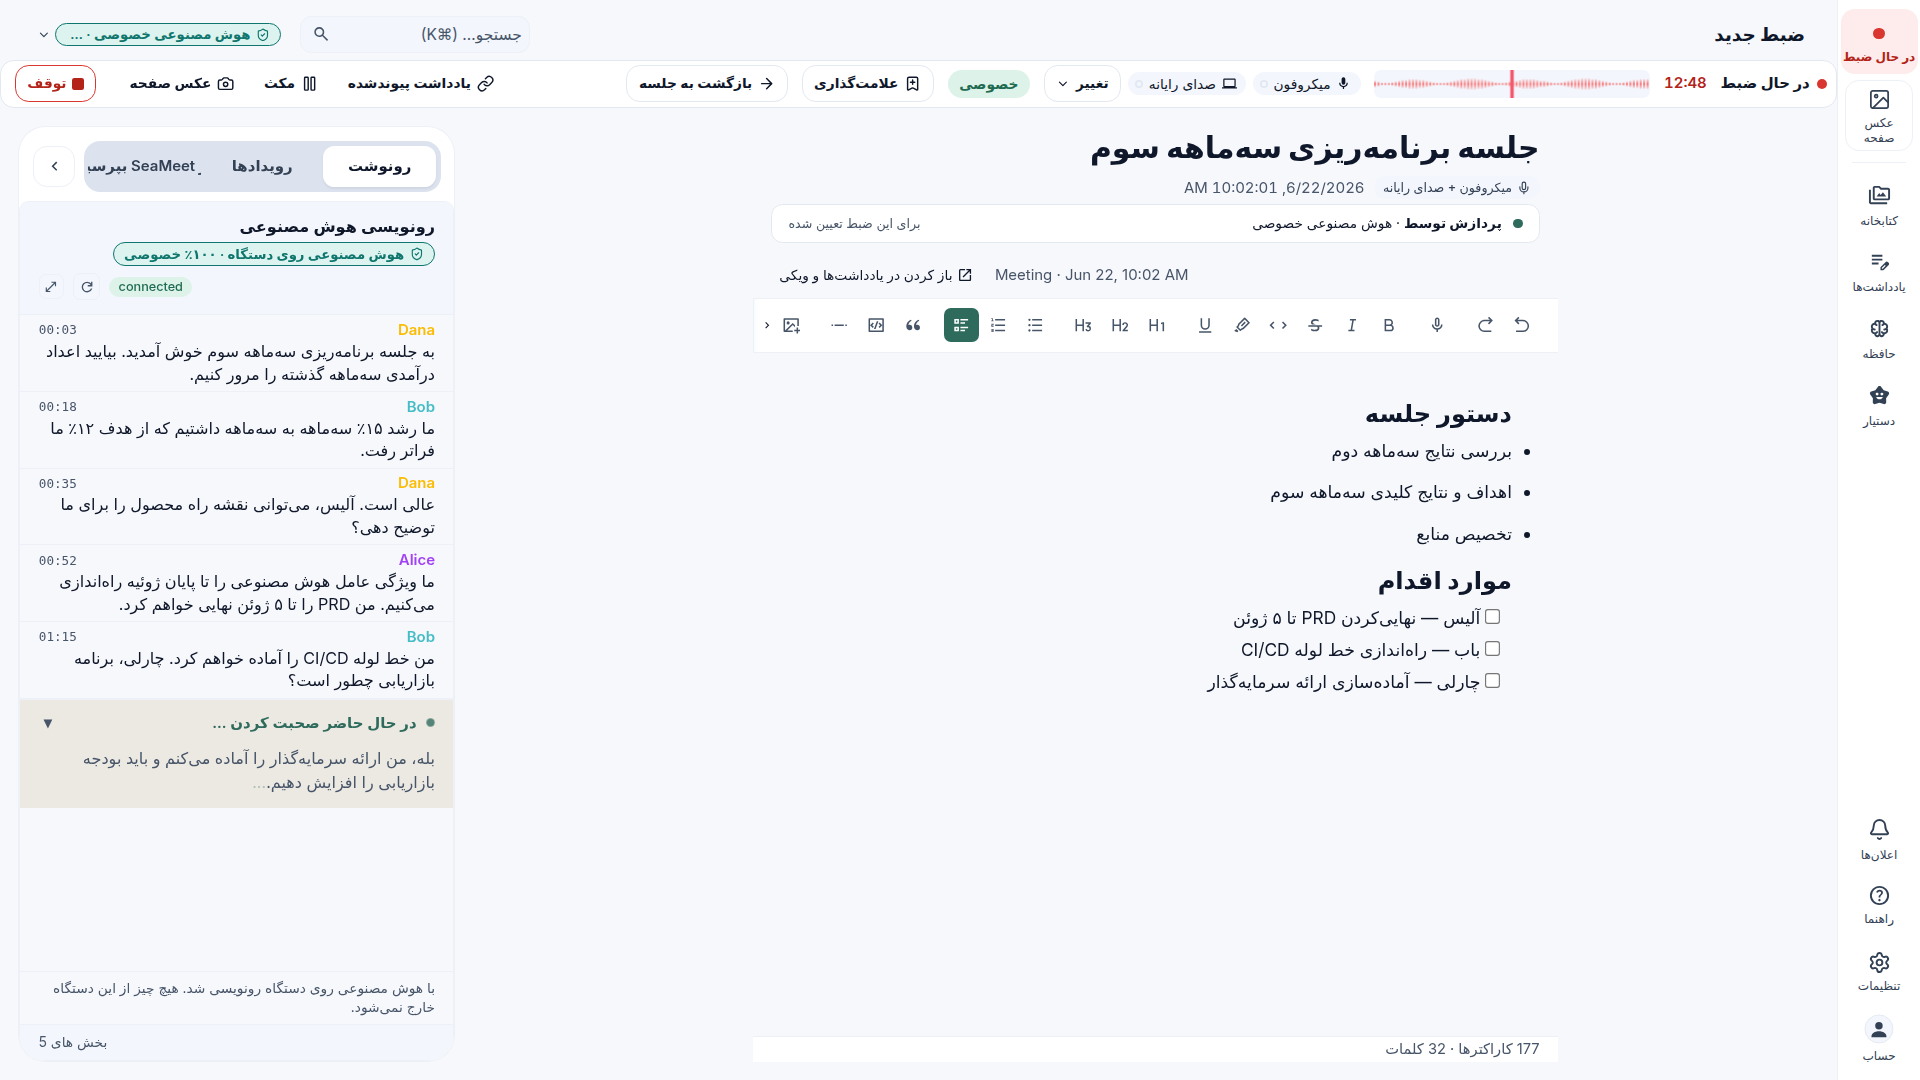 ضبط جدید
جستجو... (⌘K)
هوش مصنوعی خصوصی · ...
در حال ضبط
عکس صفحه
کتابخانه
یادداشت‌ها
حافظه
دستیار
اعلان‌ها
راهنما
تنظیمات
حساب
در حال ضبط
12:48
میکروفون
صدای رایانه
تغییر
خصوصی
علامت‌گذاری
بازگشت به جلسه
یادداشت پیوندشده
مکث
عکس صفحه
توقف
جلسه برنامه‌ریزی سه‌ماهه سوم
میکروفون + صدای رایانه
6/22/2026, 10:02:01 AM
پردازش توسط · هوش مصنوعی خصوصی
برای این ضبط تعیین شده
Meeting · Jun 22, 10:02 AM
باز کردن در یادداشت‌ها و ویکی
H1 H2 H3
دستور جلسه
بررسی نتایج سه‌ماهه دوم
اهداف و نتایج کلیدی سه‌ماهه سوم
تخصیص منابع
موارد اقدام
آلیس — نهایی‌کردن PRD تا ۵ ژوئن
باب — راه‌اندازی خط لوله CI/CD
چارلی — آماده‌سازی ارائه سرمایه‌گذار
177 کاراکترها · 32 کلمات
رونوشت
رویدادها
SeaMeet بپرس
رونویسی هوش مصنوعی
هوش مصنوعی روی دستگاه · ۱۰۰٪ خصوصی
connected
Dana 00:03
به جلسه برنامه‌ریزی سه‌ماهه سوم خوش آمدید. بیایید اعداد
درآمدی سه‌ماهه گذشته را مرور کنیم.
Bob 00:18
ما رشد ۱۵٪ سه‌ماهه به سه‌ماهه داشتیم که از هدف ۱۲٪ ما
فراتر رفت.
Dana 00:35
عالی است. آلیس، می‌توانی نقشه راه محصول را برای ما
توضیح دهی؟
Alice 00:52
ما ویژگی عامل هوش مصنوعی را تا پایان ژوئیه راه‌اندازی
می‌کنیم. من PRD را تا ۵ ژوئن نهایی خواهم کرد.
Bob 01:15
من خط لوله CI/CD را آماده خواهم کرد. چارلی، برنامه
بازاریابی چطور است؟
در حال حاضر صحبت کردن ...
بله، من ارائه سرمایه‌گذار را آماده می‌کنم و باید بودجه
بازاریابی را افزایش دهیم....
با هوش مصنوعی روی دستگاه رونویسی شد. هیچ چیز از این دستگاه
خارج نمی‌شود.
بخش های 5